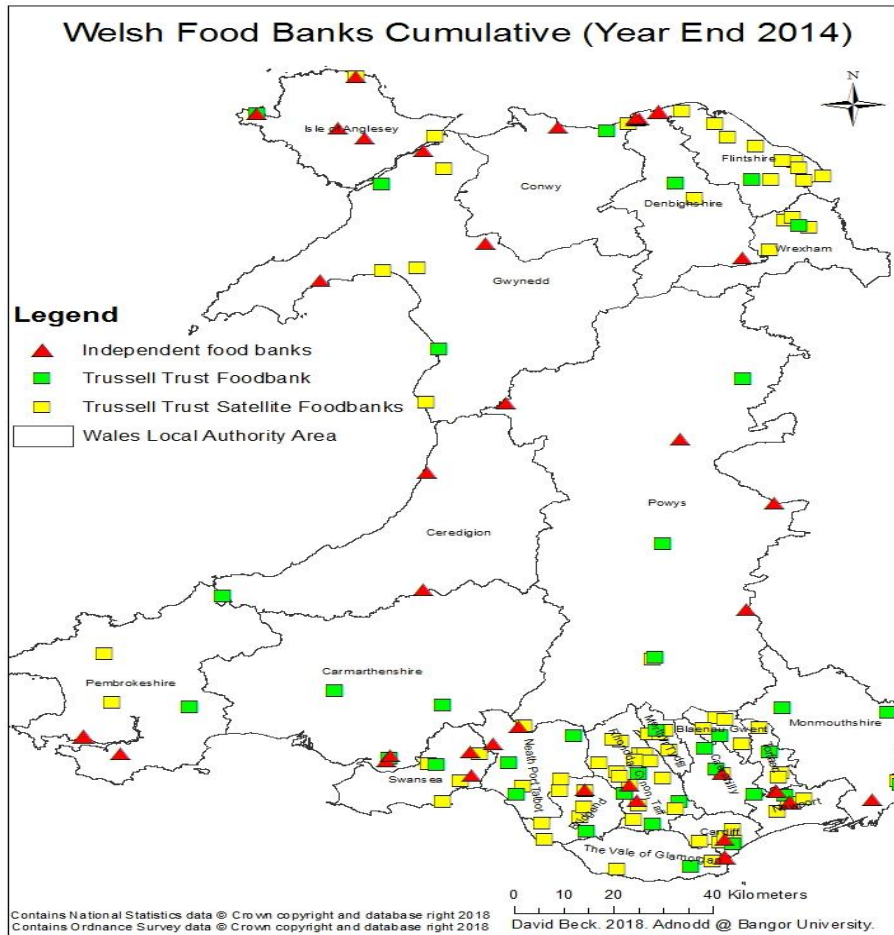 Welsh Food Banks Cumulative (Year End 2014)
N
Isle of Anglesey
Flintshire
Conwy
Denbighshire
Wrexham
Gwynedd
Legend
Independent food banks
Trussell Trust Foodbank
Trussell Trust Satellite Foodbanks
Wales Local Authority Area
Powys
Ceredigion
Carmarthenshire
Pembrokeshire
Monmouthshire
Blaenau Gwent
Neath Port Talbot
Caerphilly
Swansea
Newport
Bridgend
Cardiff
The Vale of Glamorgan
0 10 20 40 Kilometers
Contains National Statistics data © Crown copyright and database right 2018
Contains Ordnance Survey data © Crown copyright and database right 2018
David Beck. 2018. Adnodd @ Bangor University.